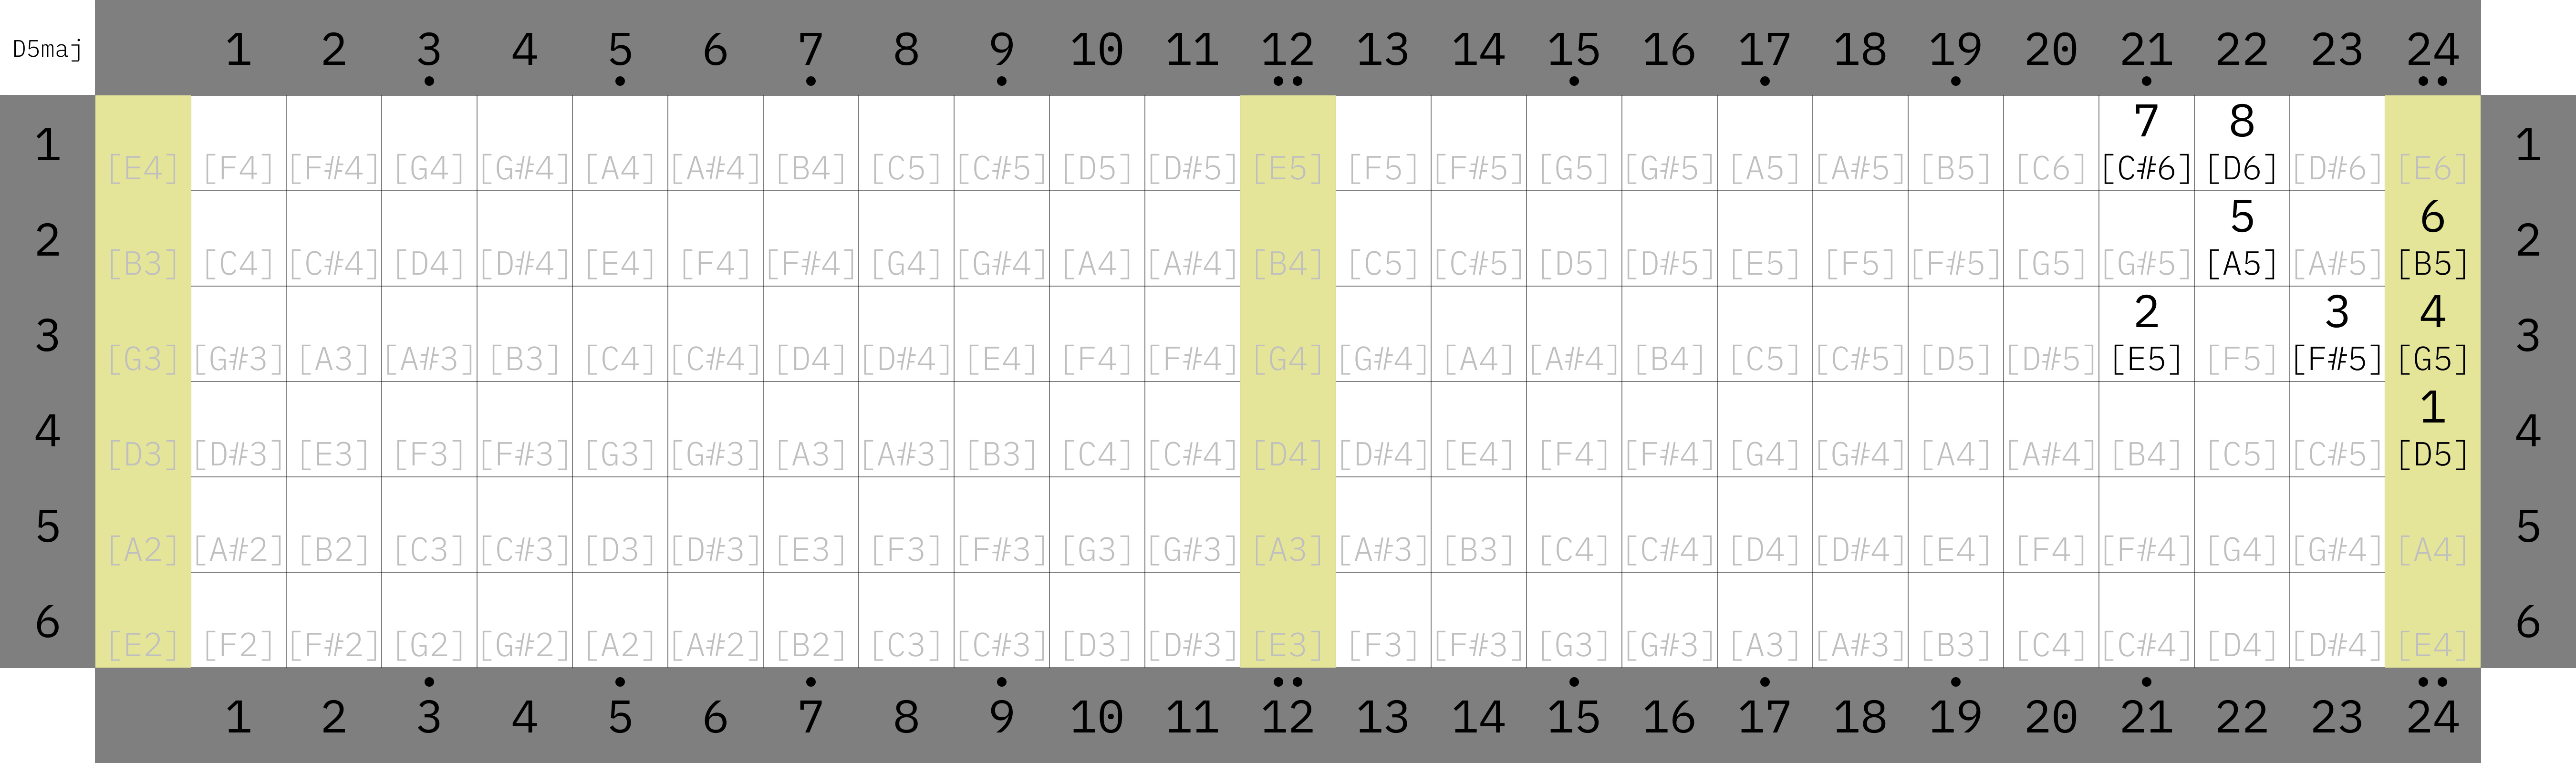 D5maj 1 2 3 4 5 6 7 8 9 10 11 12 13 14 15 16 17 18 19 20 21 22 23 24
7 8
1 [E4] [F4] [F#4] [G4] [G#4] [A4] [A#4] [B4] [C5] [C#5] [D5] [D#5] [E5] [F5] [F#5] [G5] [G#5] [A5] [A#5] [B5] [C6] [C#6] [D6] [D#6] [E6] 1
5 6
2 [B3] [C4] [C#4] [D4] [D#4] [E4] [F4] [F#4] [G4] [G#4] [A4] [A#4] [B4] [C5] [C#5] [D5] [D#5] [E5] [F5] [F#5] [G5] [G#5] [A5] [A#5] [B5] 2
2 3 4
3 [G3] [G#3] [A3] [A#3] [B3] [C4] [C#4] [D4] [D#4] [E4] [F4] [F#4] [G4] [G#4] [A4] [A#4] [B4] [C5] [C#5] [D5] [D#5] [E5] [F5] [F#5] [G5] 3
1
4 [D3] [D#3] [E3] [F3] [F#3] [G3] [G#3] [A3] [A#3] [B3] [C4] [C#4] [D4] [D#4] [E4] [F4] [F#4] [G4] [G#4] [A4] [A#4] [B4] [C5] [C#5] [D5] 4
5 [A2] [A#2] [B2] [C3] [C#3] [D3] [D#3] [E3] [F3] [F#3] [G3] [G#3] [A3] [A#3] [B3] [C4] [C#4] [D4] [D#4] [E4] [F4] [F#4] [G4] [G#4] [A4] 5
6 [E2] [F2] [F#2] [G2] [G#2] [A2] [A#2] [B2] [C3] [C#3] [D3] [D#3] [E3] [F3] [F#3] [G3] [G#3] [A3] [A#3] [B3] [C4] [C#4] [D4] [D#4] [E4] 6
1 2 3 4 5 6 7 8 9 10 11 12 13 14 15 16 17 18 19 20 21 22 23 24